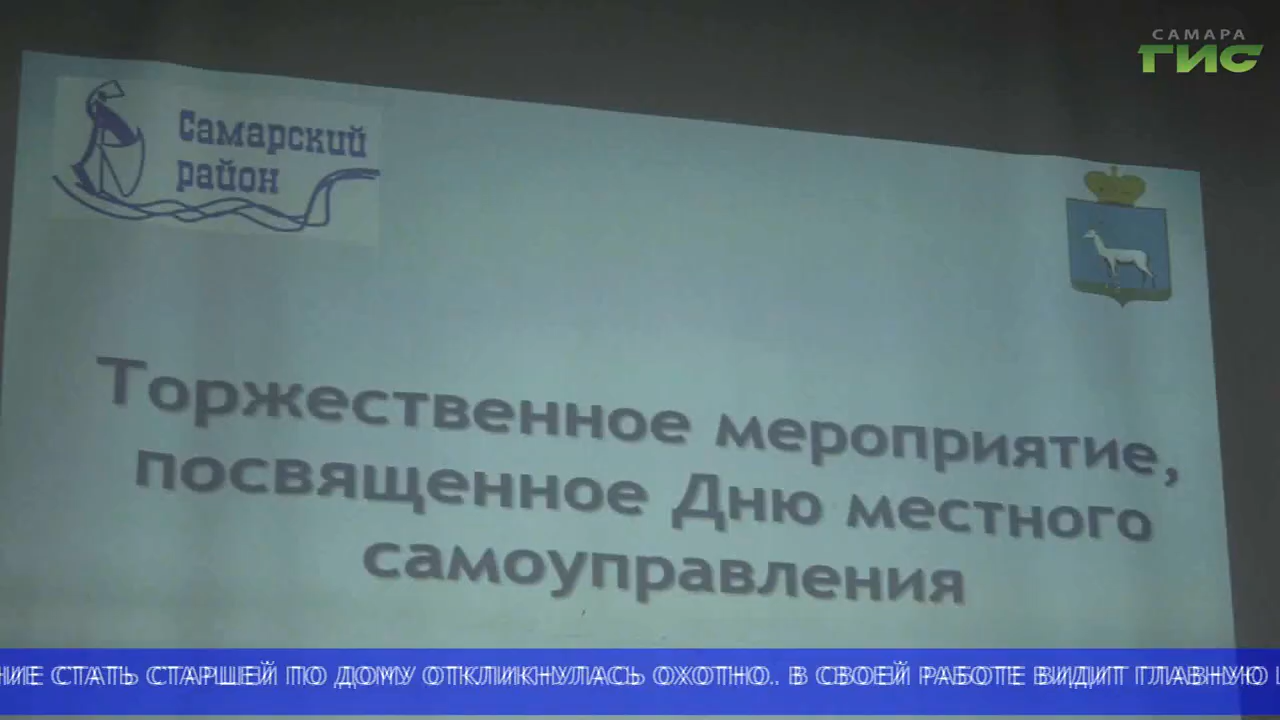 САМАРА
ГИС
Самарский
район
Торжественное мероприятие,
посвященное Дню местного
самоуправления
СТАТЬ СТАРШЕЙ ПО ДОМУ ОТКЛИКНУЛАСЬ ОХОТНО.. В СВОЕЙ РАБОТЕ ВИДИТ ГЛАВНУЮ